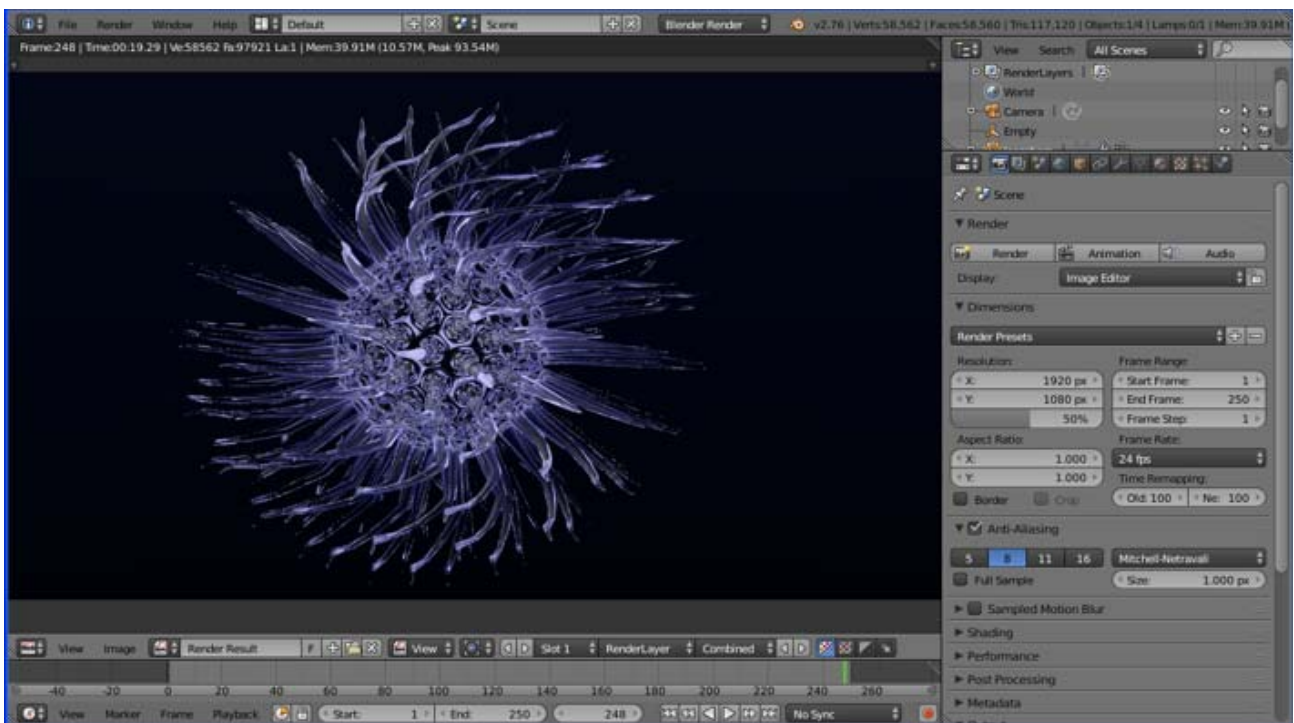 File Render Window Help Default Scene Blender Render v2.76 | Verts:58,562 | Faces:58,560 | Tris:117,120 | Objects:1/4 | Lamps:0/1 | Mem:39.91M
Frame:248 | Time:00:19.29 | Ve:58562 Fa:97921 La:1 | Mem:39.91M (10.57M, Peak 93.54M)
View Search All Scenes
RenderLayers
World
Camera
Empty
Scene
Render
Render Animation Audio
Display: Image Editor
Dimensions
Render Presets
Resolution: Frame Range:
X: 1920 px Start Frame: 1
Y: 1080 px End Frame: 250
50% Frame Step: 1
Aspect Ratio: Frame Rate:
X: 1.000 24 fps
Y: 1.000 Time Remapping:
Border Crop Old: 100 Ne: 100
Anti-Aliasing
5 8 11 16 Mitchell-Netravali
Full Sample Size: 1.000 px
Sampled Motion Blur
Shading
Performance
Post Processing
Metadata
View Image Render Result F View Slot 1 RenderLayer Combined
-40 -20 0 20 40 60 80 100 120 140 160 180 200 220 240 260
View Marker Frame Playback Start: 1 End: 250 248 No Sync